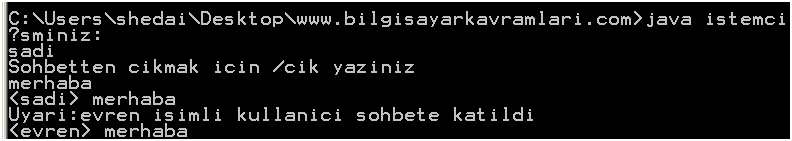 C:\Users\shedai\Desktop\www.bilgisayarkavramlari.com>java istemci
?sminiz:
sadi
Sohbetten cikmak icin /cik yaziniz
merhaba
<sadi> merhaba
Uyari:evren isimli kullanici sohbete katildi
<evren> merhaba